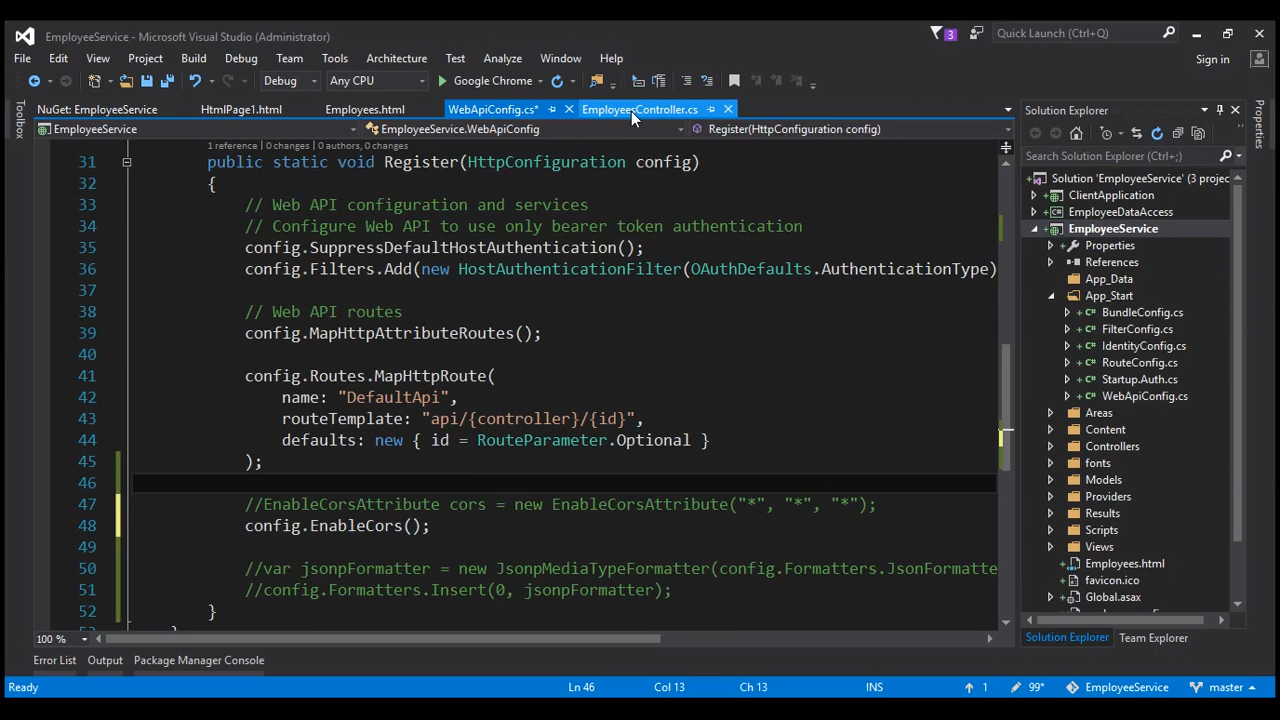 EmployeeService - Microsoft Visual Studio (Administrator)
3
Quick Launch (Ctrl+Q)
File Edit View Project Build Debug Team Tools Architecture Test Analyze Window Help
Sign in
Debug Any CPU Google Chrome
NuGet: EmployeeService HtmlPage1.html Employees.html WebApiConfig.cs* EmployeesController.cs
EmployeeService EmployeeService.WebApiConfig Register(HttpConfiguration config)
Toolbox
1 reference | 0 changes | 0 authors, 0 changes
31 public static void Register(HttpConfiguration config)
32 {
33 // Web API configuration and services
34 // Configure Web API to use only bearer token authentication
35 config.SuppressDefaultHostAuthentication();
36 config.Filters.Add(new HostAuthenticationFilter(OAuthDefaults.AuthenticationType)
37
38 // Web API routes
39 config.MapHttpAttributeRoutes();
40
41 config.Routes.MapHttpRoute(
42 name: "DefaultApi",
43 routeTemplate: "api/{controller}/{id}",
44 defaults: new { id = RouteParameter.Optional }
45 );
46
47 //EnableCorsAttribute cors = new EnableCorsAttribute("*", "*", "*");
48 config.EnableCors();
49
50 //var jsonpFormatter = new JsonpMediaTypeFormatter(config.Formatters.JsonFormatte
51 //config.Formatters.Insert(0, jsonpFormatter);
52 }
100 %
Solution Explorer
Search Solution Explorer (Ctrl+;)
Solution 'EmployeeService' (3 projec
ClientApplication
EmployeeDataAccess
EmployeeService
Properties
References
App_Data
App_Start
BundleConfig.cs
FilterConfig.cs
IdentityConfig.cs
RouteConfig.cs
Startup.Auth.cs
WebApiConfig.cs
Areas
Content
Controllers
fonts
Models
Providers
Results
Scripts
Views
Employees.html
favicon.ico
Global.asax
Solution Explorer Team Explorer
Properties
Error List Output Package Manager Console
Ready Ln 46 Col 13 Ch 13 INS 1 99* EmployeeService master